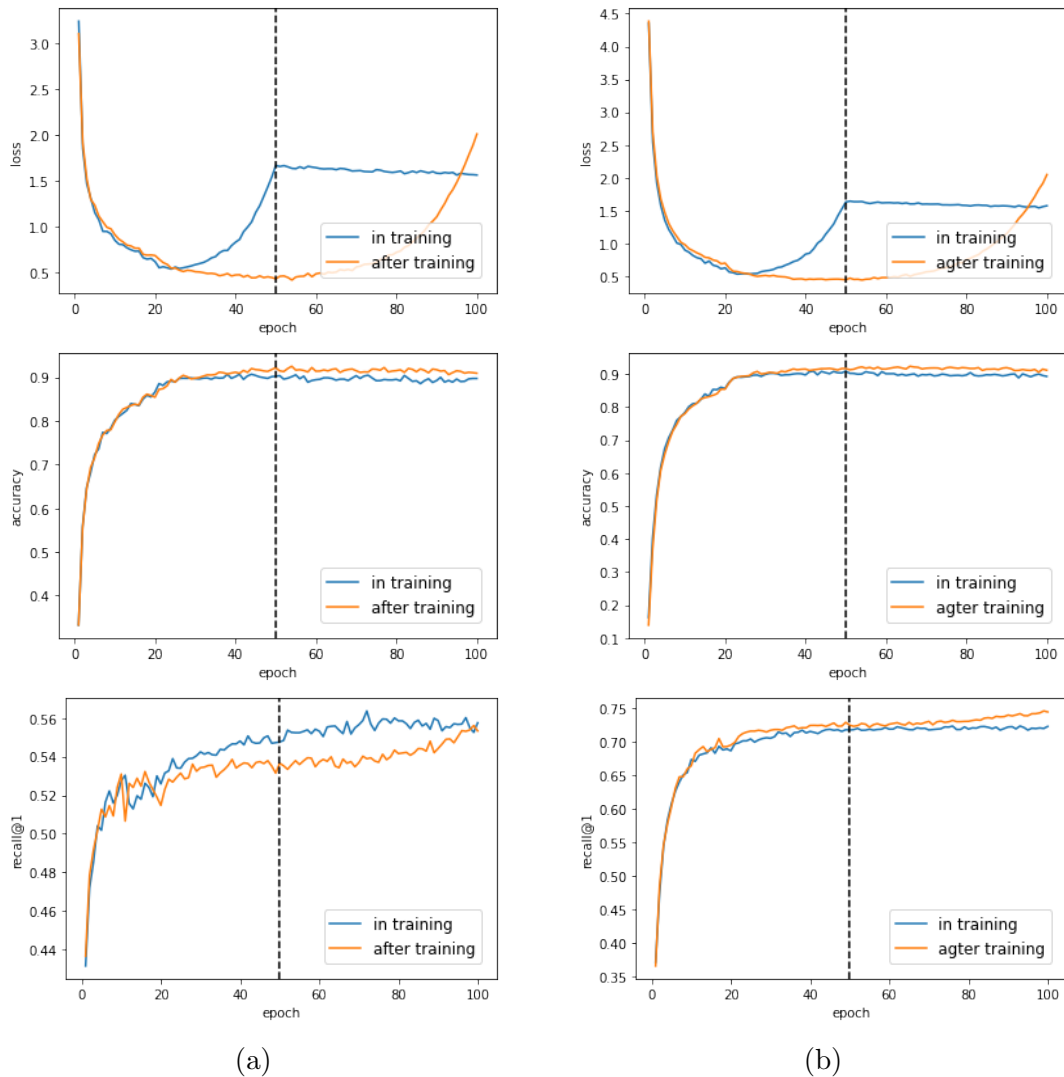 3.0
2.5
2.0
1.5
1.0
0.5
loss
in training
after training
0 20 40 60 80 100
epoch
4.5
4.0
3.5
3.0
2.5
2.0
1.5
1.0
0.5
loss
in training
agter training
0 20 40 60 80 100
epoch
0.9
0.8
0.7
0.6
0.5
0.4
accuracy
in training
after training
0 20 40 60 80 100
epoch
0.9
0.8
0.7
0.6
0.5
0.4
0.3
0.2
0.1
accuracy
in training
agter training
0 20 40 60 80 100
epoch
0.56
0.54
0.52
0.50
0.48
0.46
0.44
recall@1
in training
after training
0 20 40 60 80 100
epoch
0.75
0.70
0.65
0.60
0.55
0.50
0.45
0.40
0.35
recall@1
in training
agter training
0 20 40 60 80 100
epoch
(a)
(b)